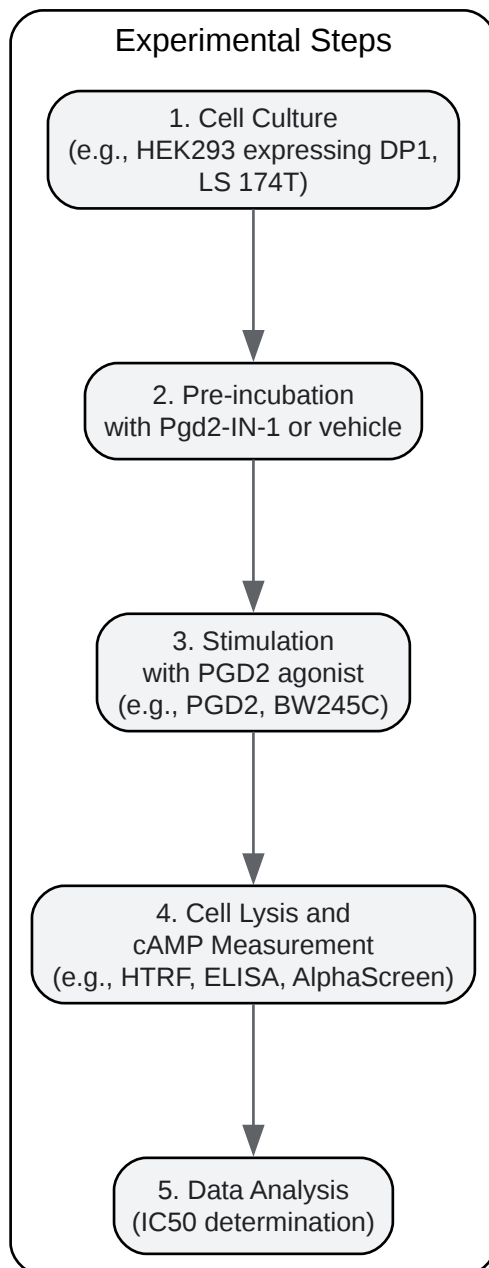 Experimental Steps
1. Cell Culture
(e.g., HEK293 expressing DP1,
LS 174T)
2. Pre-incubation
with Pgd2-IN-1 or vehicle
3. Stimulation
with PGD2 agonist
(e.g., PGD2, BW245C)
4. Cell Lysis and
cAMP Measurement
(e.g., HTRF, ELISA, AlphaScreen)
5. Data Analysis
(IC50 determination)